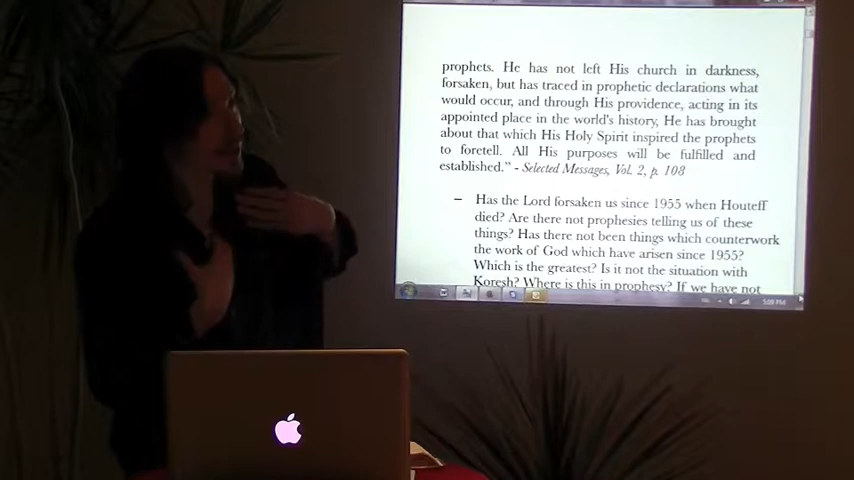 prophets. He has not left His church in darkness,
forsaken, but has traced in prophetic declarations what
would occur, and through His providence, acting in its
appointed place in the world's history, He has brought
about that which His Holy Spirit inspired the prophets
to foretell. All His purposes will be fulfilled and
established." - Selected Messages, Vol. 2, p. 108
– Has the Lord forsaken us since 1955 when Houteff
died? Are there not prophesies telling us of these
things? Has there not been things which counterwork
the work of God which have arisen since 1955?
Which is the greatest? Is it not the situation with
Koresh? Where is this in prophesy? If we have not
5:09 PM